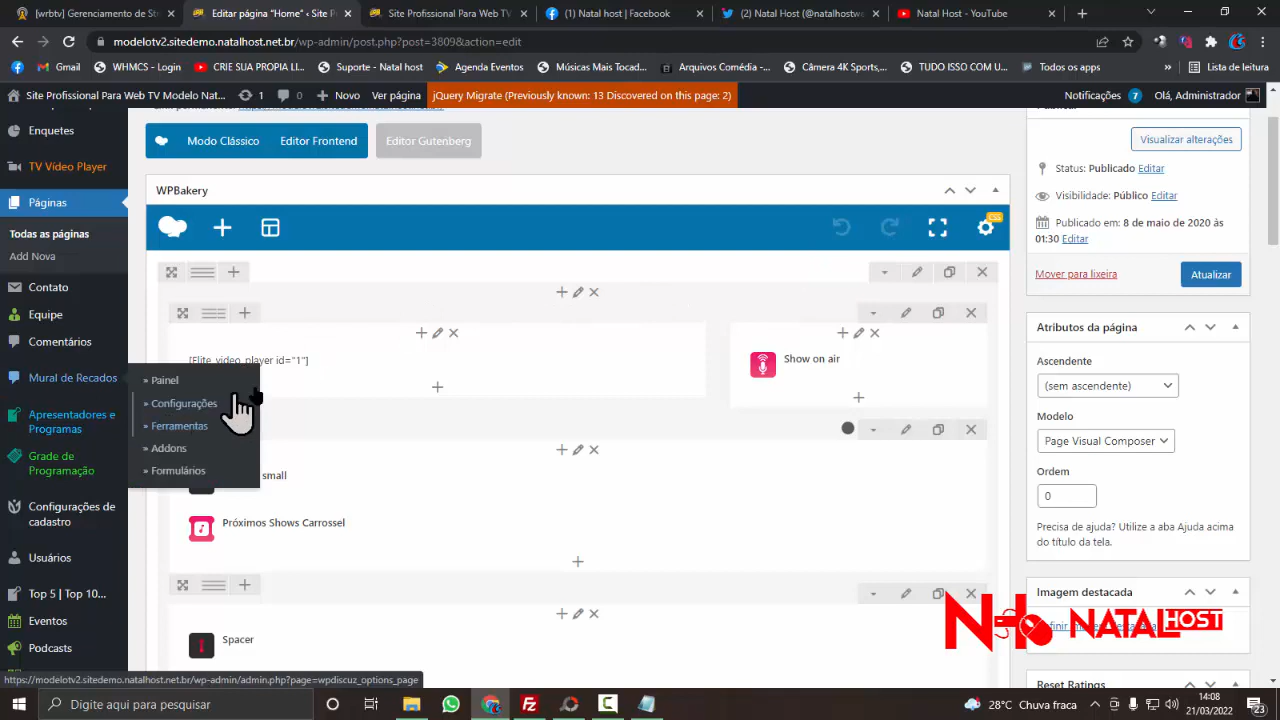 (wrbtv) Gerenciamento de St
Editar página "Home" ‹ Site P
Site Profissional Para Web TV
(1) Natal host | Facebook
(2) Natal Host (@natalhostwe
Natal Host - YouTube
modelotv2.sitedemo.natalhost.net.br/wp-admin/post.php?post=3809&action=edit
Gmail
WHMCS - Login
CRIE SUA PROPIA LI...
Suporte - Natal host
Agenda Eventos
Músicas Mais Tocad...
Arquivos Comédia -...
Câmera 4K Sports,...
TUDO ISSO COM U...
Todos os apps
»
Lista de leitura
Site Profissional Para Web TV Modelo Nat...
1
0
Novo
Ver página
jQuery Migrate (Previously known: 13 Discovered on this page: 2)
Notificações 7
Olá, Administrador
Enquetes
TV Vídeo Player
Páginas
Todas as páginas
Add Nova
Contato
Equipe
Comentários
Mural de Recados
Apresentadores e
Programas
Grade de
Programação
Configurações de
cadastro
Usuários
Top 5 | Top 10...
Eventos
Podcasts
» Painel
» Configurações
» Ferramentas
» Addons
» Formulários
Modo Clássico
Editor Frontend
Editor Gutenberg
WPBakery
[Elite_video_player id="1"]
Show on air
small
Próximos Shows Carrossel
Spacer
Visualizar alterações
Status: Publicado Editar
Visibilidade: Público Editar
Publicado em: 8 de maio de 2020 às
01:30 Editar
Mover para lixeira
Atualizar
Atributos da página
Ascendente
(sem ascendente)
Modelo
Page Visual Composer
Ordem
0
Precisa de ajuda? Utilize a aba Ajuda acima
do título da tela.
Imagem destacada
NATAL HOST
Reset Ratings
https://modelotv2.sitedemo.natalhost.net.br/wp-admin/admin.php?page=wpdiscuz_options_page
Digite aqui para pesquisar
28°C Chuva fraca
14:08
21/03/2022
23